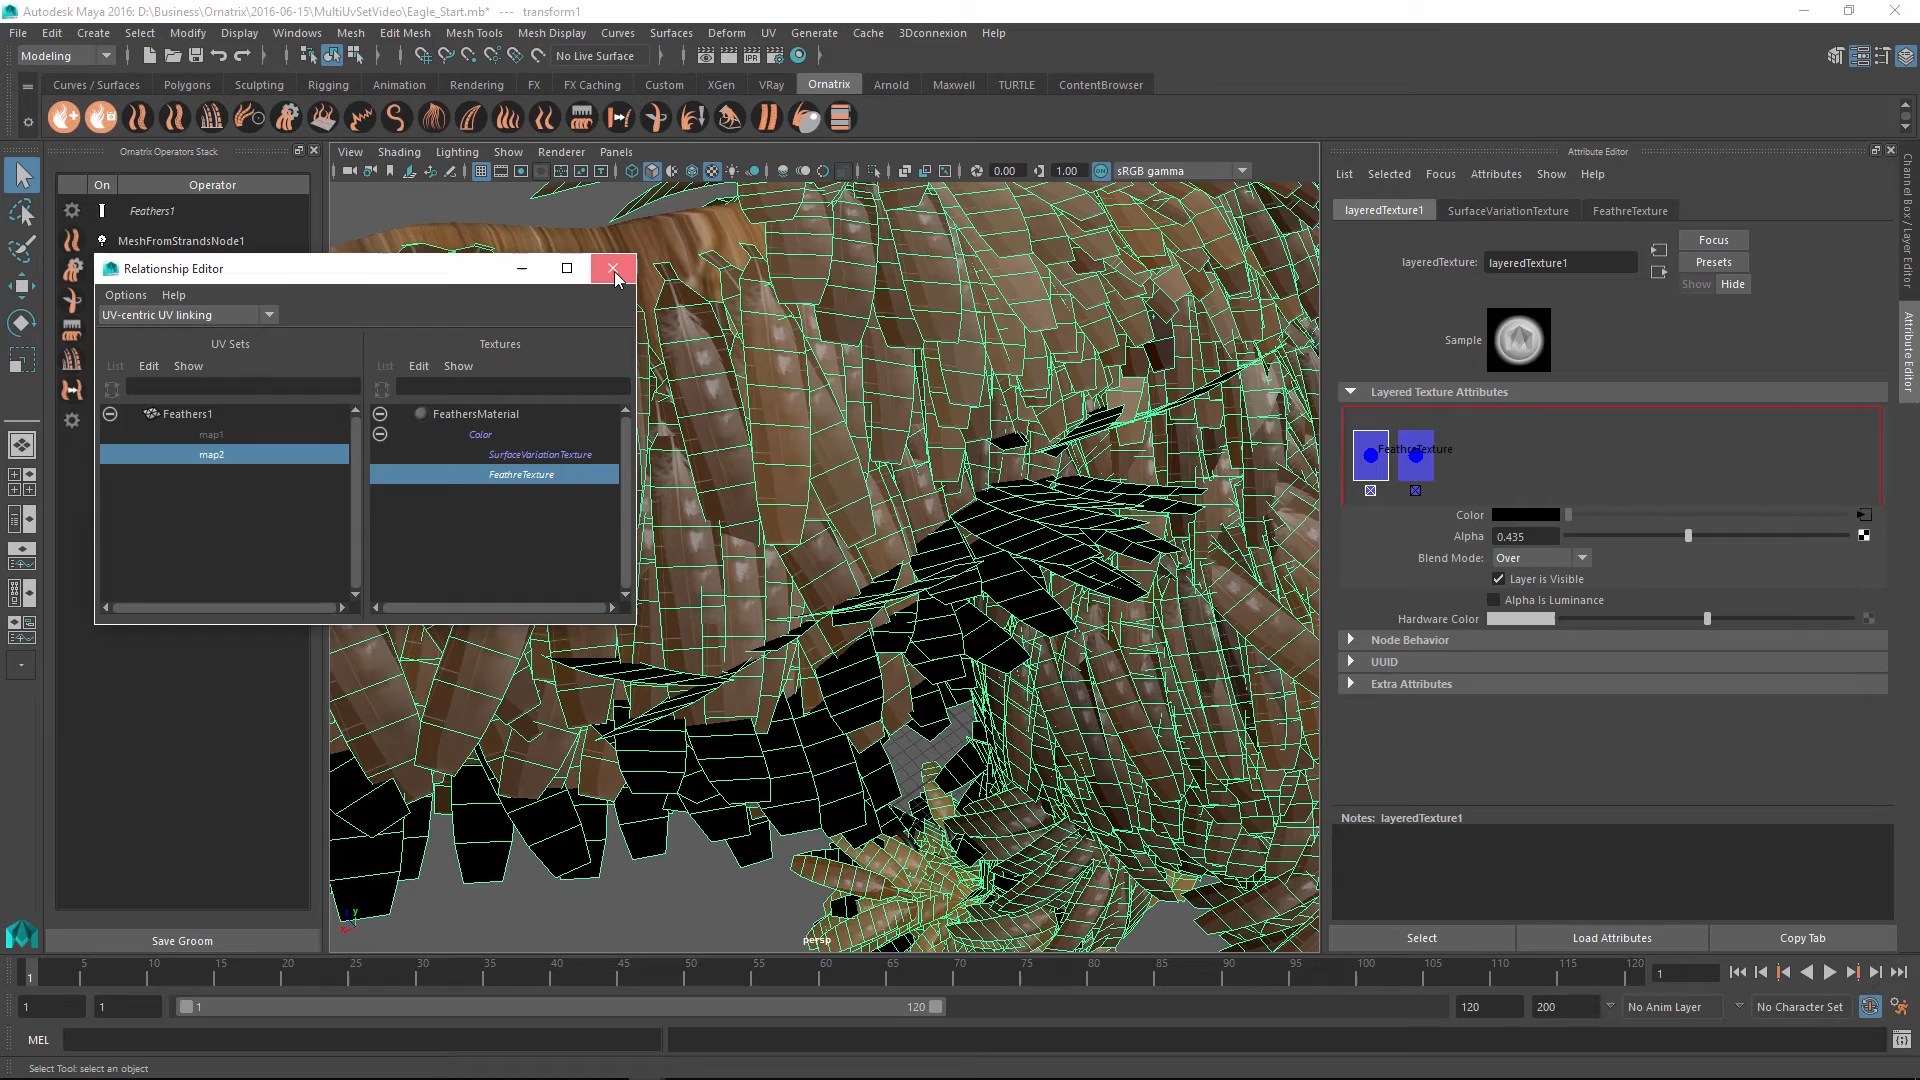 Autodesk Maya 2016: D:\Business\Ornatrix\2016-06-15\MultiUvSetVideo\Eagle_Start.mb* --- transform1
File Edit Create Select Modify Display Windows Mesh Edit Mesh Mesh Tools Mesh Display Curves Surfaces Deform UV Generate Cache 3Dconnexion Help
Modeling No Live Surface
Curves / Surfaces Polygons Sculpting Rigging Animation Rendering FX FX Caching Custom XGen VRay Ornatrix Arnold Maxwell TURTLE ContentBrowser
Ornatrix Operators Stack
On Operator
Feathers1
MeshFromStrandsNode1
View Shading Lighting Show Renderer Panels
0.00 1.00 sRGB gamma
Relationship Editor
Options Help
UV-centric UV linking
UV Sets Textures
List Edit Show List Edit Show
Feathers1 FeathersMaterial
map1 Color
map2 SurfaceVariationTexture
FeathreTexture
persp
Save Groom
Attribute Editor
List Selected Focus Attributes Show Help
layeredTexture1 SurfaceVariationTexture FeathreTexture
layeredTexture: layeredTexture1
Focus
Presets
Show Hide
Sample
Layered Texture Attributes
FeathreTexture
Color
Alpha 0.435
Blend Mode: Over
Layer is Visible
Alpha Is Luminance
Hardware Color
Node Behavior
UUID
Extra Attributes
Notes: layeredTexture1
Select Load Attributes Copy Tab
Channel Box / Layer Editor
Attribute Editor
1 5 10 15 20 25 30 35 40 45 50 55 60 65 70 75 80 85 90 95 100 105 110 115 120 1
1 1 1 120 120 200 No Anim Layer No Character Set
MEL
Select Tool: select an object